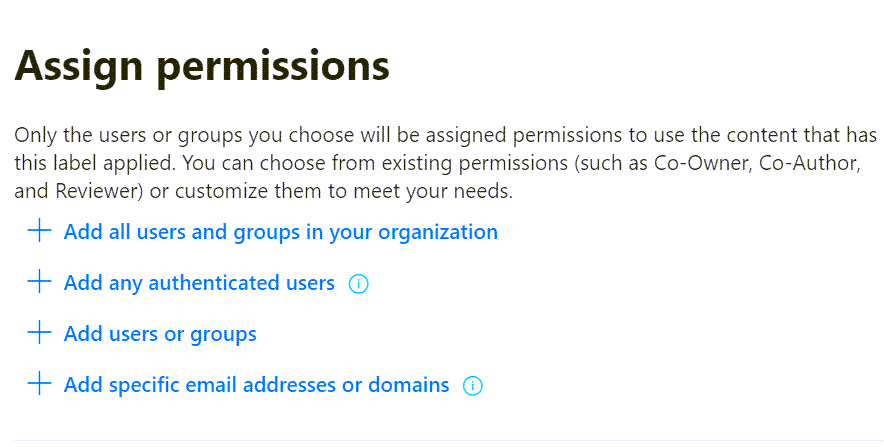 Assign permissions
Only the users or groups you choose will be assigned permissions to use the content that has
this label applied. You can choose from existing permissions (such as Co-Owner, Co-Author,
and Reviewer) or customize them to meet your needs.
Add all users and groups in your organization
Add any authenticated users
Add users or groups
Add specific email addresses or domains